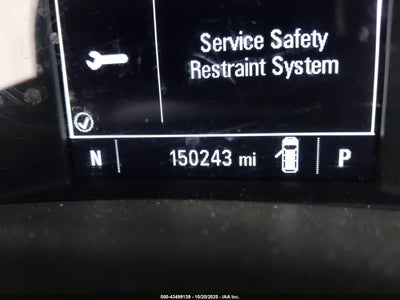 Service Safety
Restraint System
N 150243 mi P
000-43499139 - 10/20/2025 - IAA Inc.